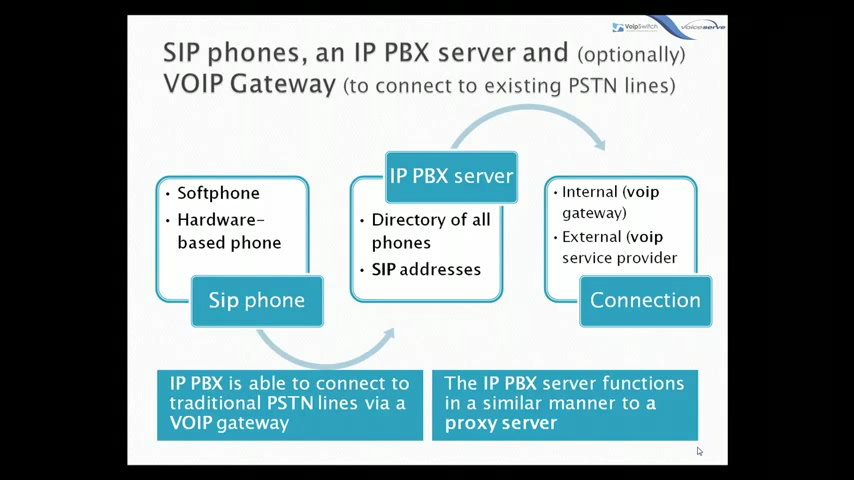 VoipSwitch
voiceserve
SIP phones, an IP PBX server and (optionally)
VOIP Gateway (to connect to existing PSTN lines)
• Softphone
• Hardware-
based phone
Sip phone
IP PBX server
• Directory of all
phones
• SIP addresses
• Internal (voip
gateway)
• External (voip
service provider
Connection
IP PBX is able to connect to
traditional PSTN lines via a
VOIP gateway
The IP PBX server functions
in a similar manner to a
proxy server